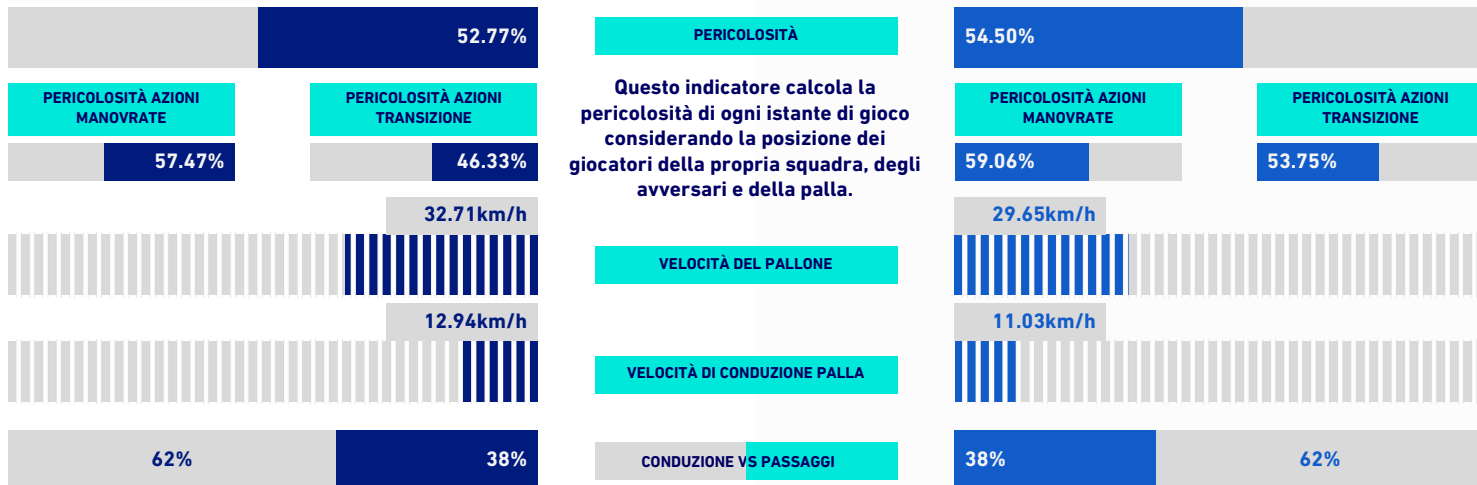 52.77%
PERICOLOSITÀ
54.50%
PERICOLOSITÀ AZIONI
MANOVRATE
57.47%
PERICOLOSITÀ AZIONI
TRANSIZIONE
46.33%
Questo indicatore calcola la
pericolosità di ogni istante di gioco
considerando la posizione dei
giocatori della propria squadra, degli
avversari e della palla.
PERICOLOSITÀ AZIONI
MANOVRATE
59.06%
PERICOLOSITÀ AZIONI
TRANSIZIONE
53.75%
32.71km/h
VELOCITÀ DEL PALLONE
29.65km/h
12.94km/h
VELOCITÀ DI CONDUZIONE PALLA
11.03km/h
62%
38%
CONDUZIONE VS PASSAGGI
38%
62%